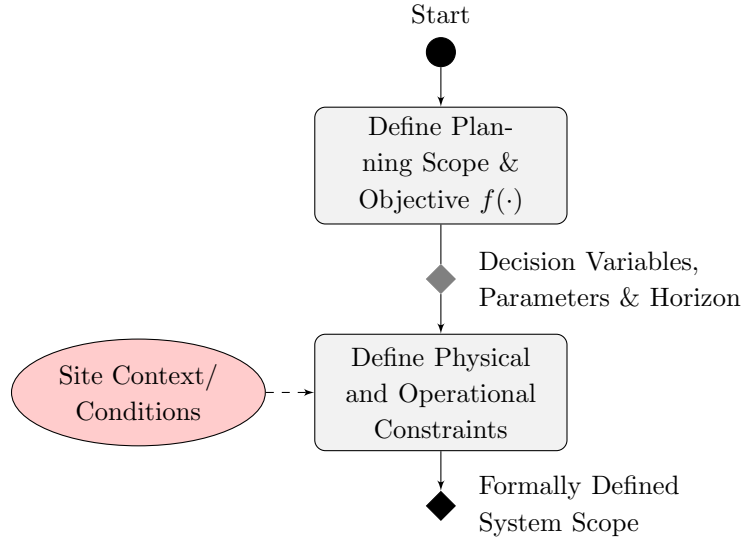 Start
Define Plan-
ning Scope &
Objective f(·)
Decision Variables,
Parameters & Horizon
Site Context/
Conditions
Define Physical
and Operational
Constraints
Formally Defined
System Scope